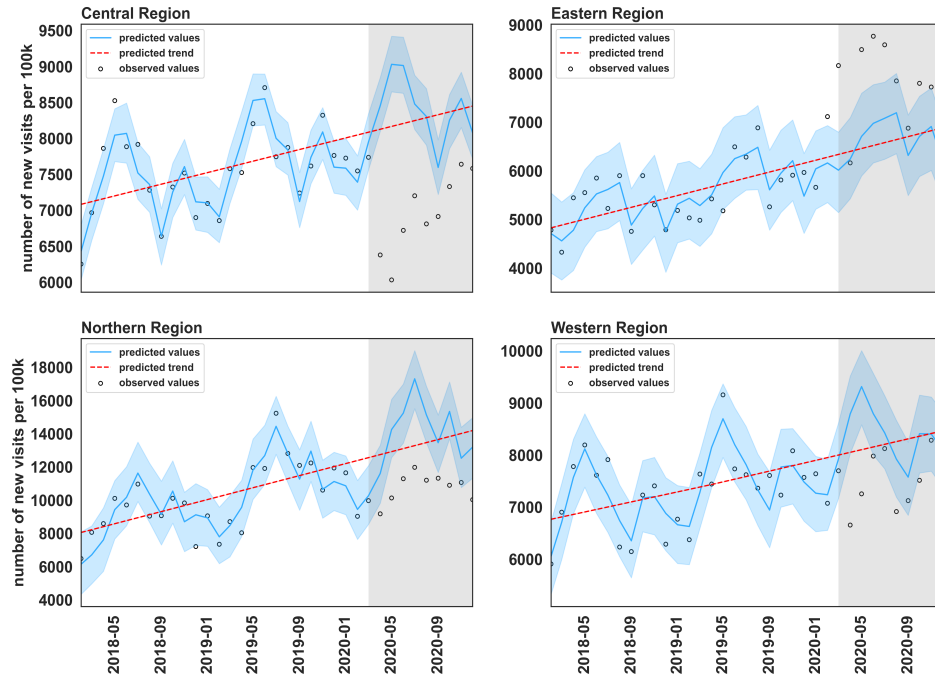 Central Region
number of new visits per 100k
9500
9000
8500
8000
7500
7000
6500
6000
predicted values
predicted trend
observed values
Eastern Region
9000
8000
7000
6000
5000
4000
predicted values
predicted trend
observed values
Northern Region
number of new visits per 100k
18000
16000
14000
12000
10000
8000
6000
4000
predicted values
predicted trend
observed values
2018-05
2018-09
2019-01
2019-05
2019-09
2020-01
2020-05
2020-09
Western Region
10000
9000
8000
7000
6000
predicted values
predicted trend
observed values
2018-05
2018-09
2019-01
2019-05
2019-09
2020-01
2020-05
2020-09